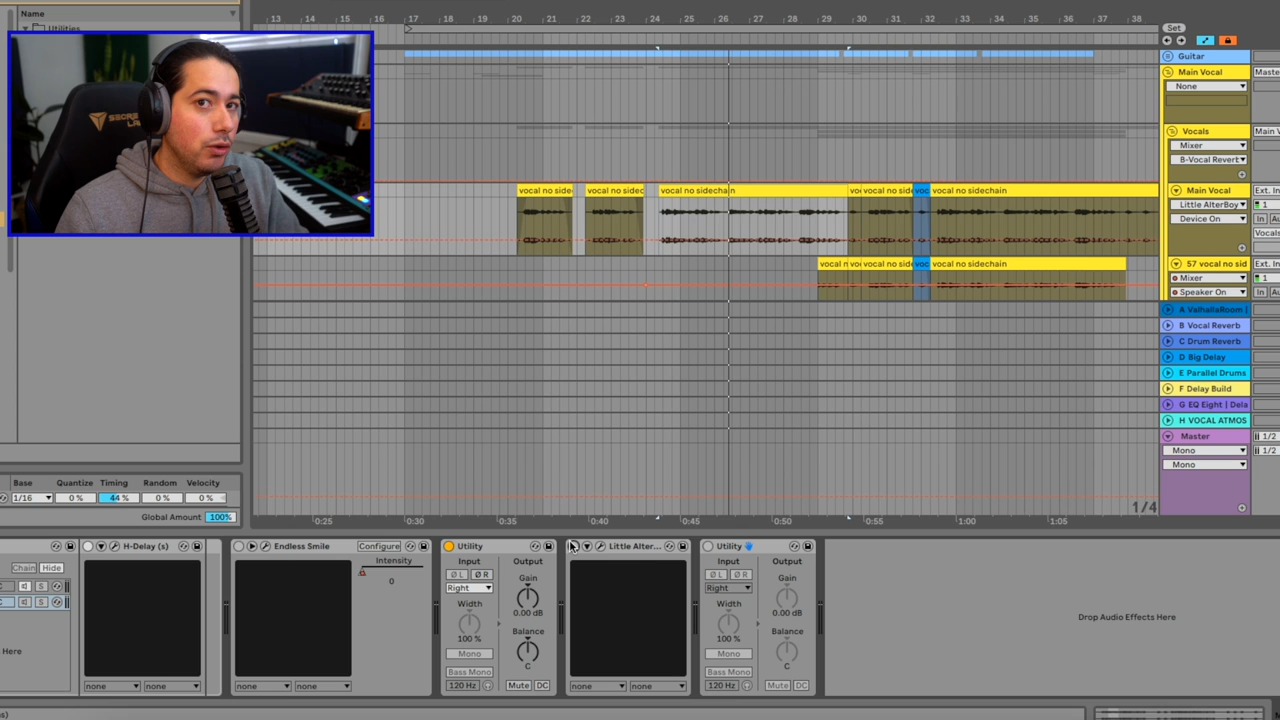 Name
Utilities
13 14 15 16 17 18 19 20 21 22 23 24 25 26 27 28 29 30 31 32 33 34 35 36 37 38
Set
Guitar
Main Vocal
Maste
None
Vocals
Main V
Mixer
B-Vocal Revert
vocal no side
vocal no sidec
vocal no sidechain
voc
vocal no sid
voc
vocal no sidechain
Main Vocal
Ext. In
Little AlterBoy
1
Device On
In
Au
Vocals
vocal n
voc
vocal no sid
voc
vocal no sidechain
57 vocal no sid
Ext. In
Mixer
1
Speaker On
In
Au
A ValhallaRoom |
B Vocal Reverb
C Drum Reverb
D Big Delay
E Parallel Drums
F Delay Build
G EQ Eight | Dela
H VOCAL ATMOS
Master
1/2
Mono
1/2
Mono
SECRET
LAB
Base Quantize Timing Random Velocity
1/16 0 % 44 % 0 % 0 %
Global Amount 100%
1/4
0:25 0:30 0:35 0:40 0:45 0:50 0:55 1:00 1:05
H-Delay (s)
Endless Smile
Configure
Utility
Little Alter...
Utility
Chain Hide
Intensity
0
Input Output
Ø L Ø R
Gain
Right
0.00 dB
Width
Balance
100 %
C
Mono
Bass Mono
120 Hz
Mute DC
Input Output
Ø L Ø R
Gain
Right
0.00 dB
Width
Balance
100 %
C
Mono
Bass Mono
120 Hz
Mute DC
S
S
Here
none none
none none
none none
Drop Audio Effects Here
s)